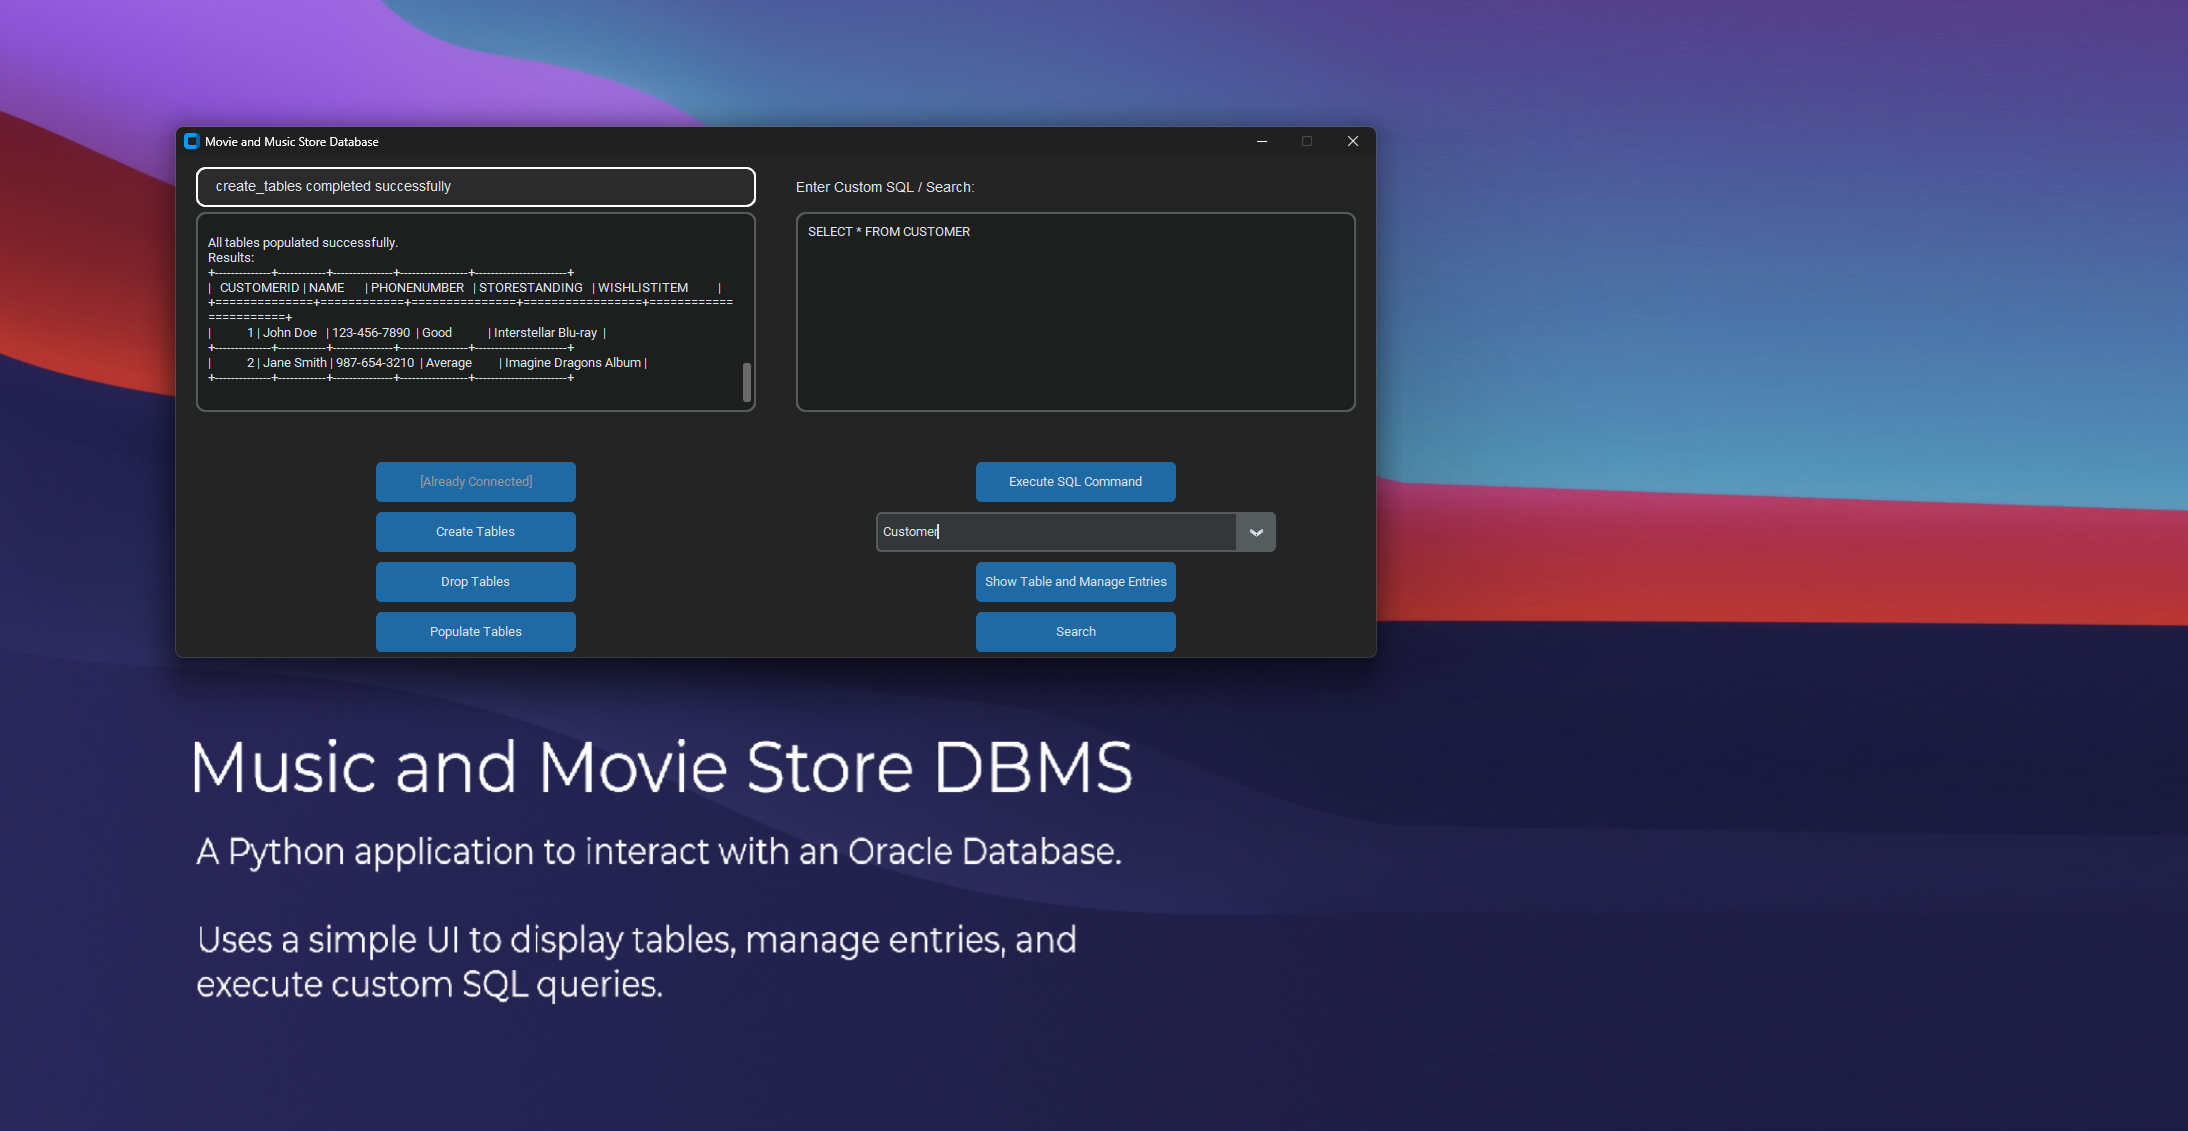 Movie and Music Store Database
create_tables completed successfully
All tables populated successfully.
Results:
+--------------+------------+---------------+-----------------+-----------------------+
| CUSTOMERID | NAME | PHONENUMBER | STORESTANDING | WISHLISTITEM |
+==============+============+===============+=================+============
===========+
| 1 | John Doe | 123-456-7890 | Good | Interstellar Blu-ray |
+--------------+------------+---------------+-----------------+-----------------------+
| 2 | Jane Smith | 987-654-3210 | Average | Imagine Dragons Album |
+--------------+------------+---------------+-----------------+-----------------------+
[Already Connected]
Create Tables
Drop Tables
Populate Tables
Enter Custom SQL / Search:
SELECT * FROM CUSTOMER
Execute SQL Command
Customer
Show Table and Manage Entries
Search
Music and Movie Store DBMS
A Python application to interact with an Oracle Database.
Uses a simple UI to display tables, manage entries, and
execute custom SQL queries.